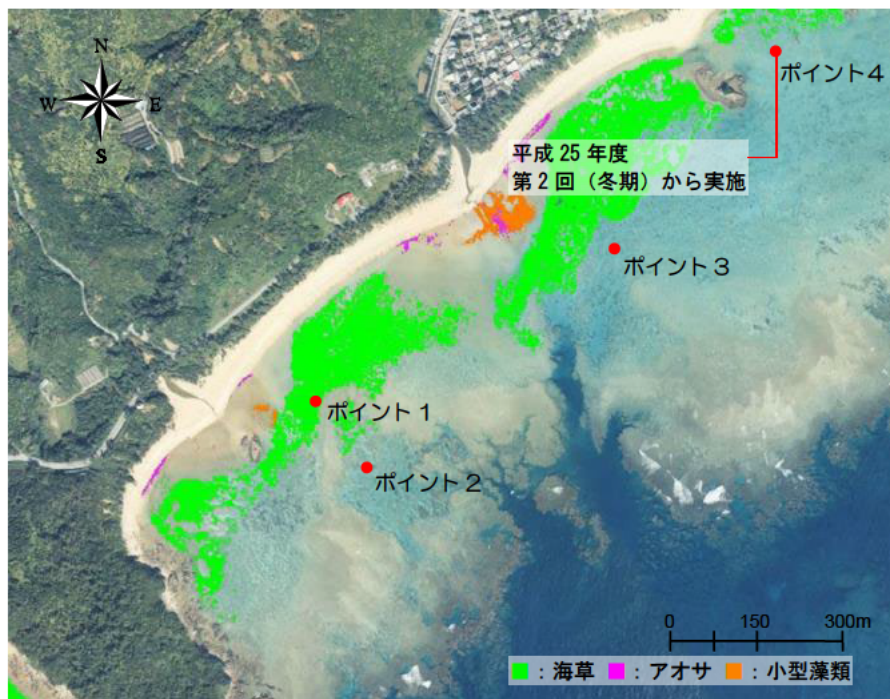 N
W E
S
ポイント4
平成 25 年度
第2回（冬期）から実施
ポイント3
ポイント1
ポイント2
0 150 300m
：海草 ：アオサ ：小型藻類